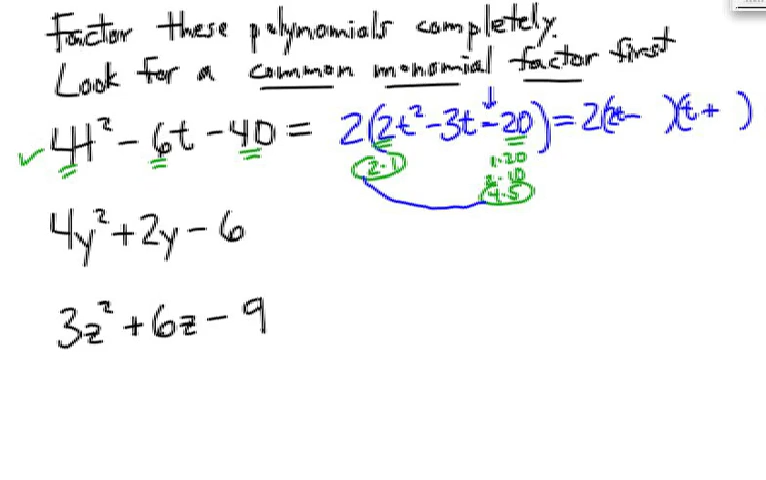 Factor these polynomials completely.
Look for a common monomial factor first
4t² - 6t - 40 = 2(2t² - 3t - 20) = 2(2t - )(t + )
2·1 1·20
2·10
4·5
4y² + 2y - 6
3z² + 6z - 9